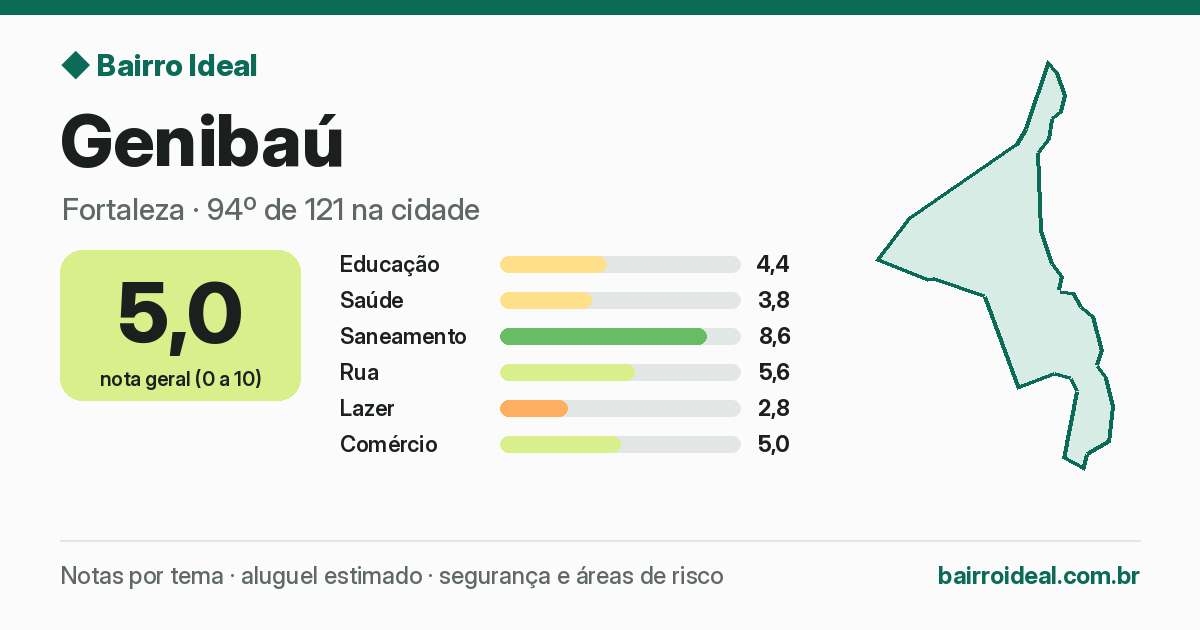 Bairro Ideal
Genibaú
Fortaleza · 94º de 121 na cidade
5,0
nota geral (0 a 10)
Educação 4,4
Saúde 3,8
Saneamento 8,6
Rua 5,6
Lazer 2,8
Comércio 5,0
Notas por tema · aluguel estimado · segurança e áreas de risco
bairroideal.com.br